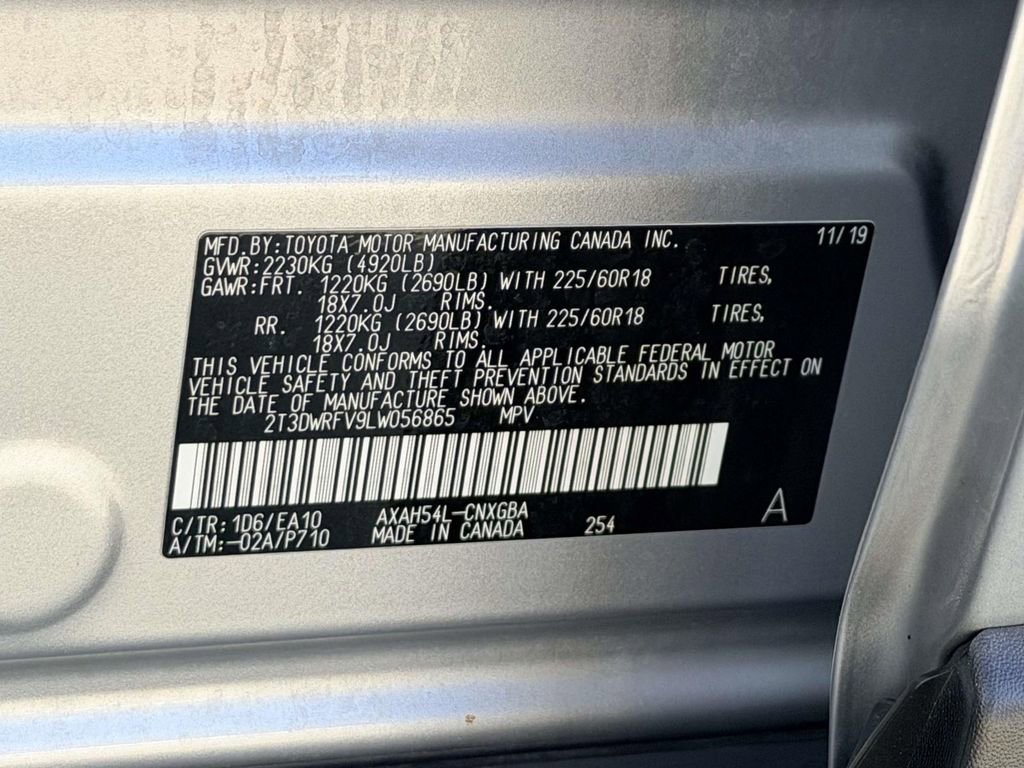 MFD.BY:TOYOTA MOTOR MANUFACTURING CANADA INC. 11/19
GVWR:2230KG (4920LB)
GAWR:FRT. 1220KG (2690LB) WITH 225/60R18 TIRES,
18X7.0J RIMS.
RR. 1220KG (2690LB) WITH 225/60R18 TIRES,
18X7.0J RIMS.
THIS VEHICLE CONFORMS TO ALL APPLICABLE FEDERAL MOTOR
VEHICLE SAFETY AND THEFT PREVENTION STANDARDS IN EFFECT ON
THE DATE OF MANUFACTURE SHOWN ABOVE.
2T3DWRFV9LW056865 MPV
C/TR:1D6/EA10 AXAH54L-CNXGBA
A/TM:-02A/P710 MADE IN CANADA 254 A